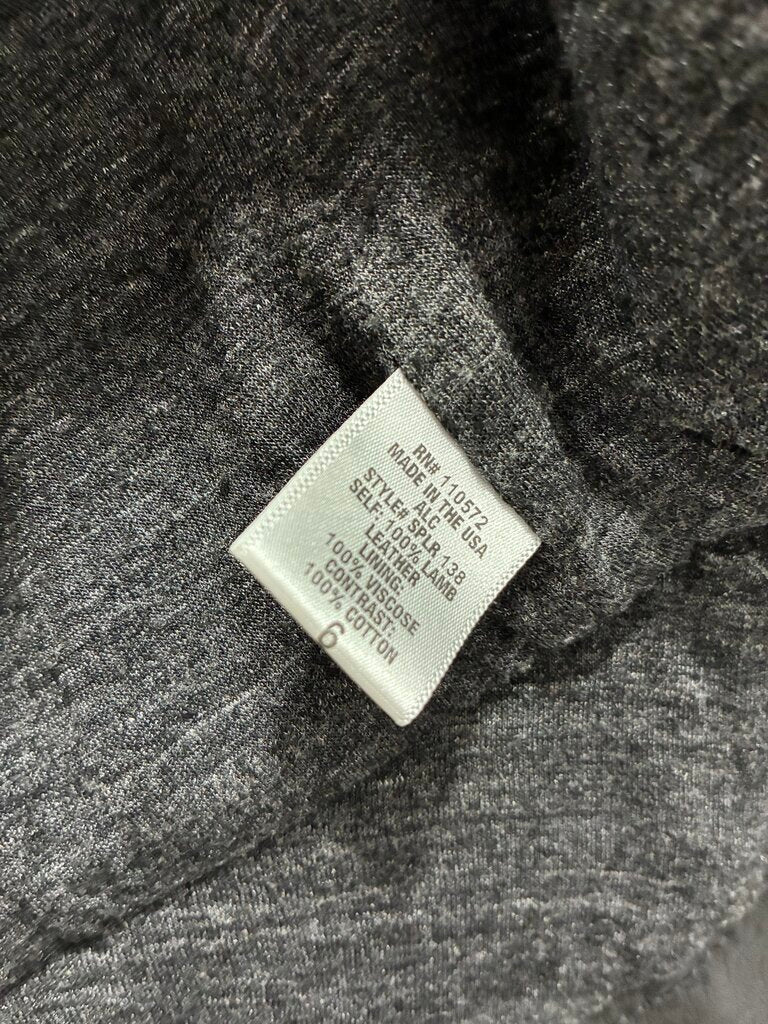 RN# 110572
MADE IN THE USA
ALC
STYLE# SPLR 138
SELF- 100% LAMB
LEATHER
LINING:
100% VISCOSE
CONTRAST:
100% COTTON
6